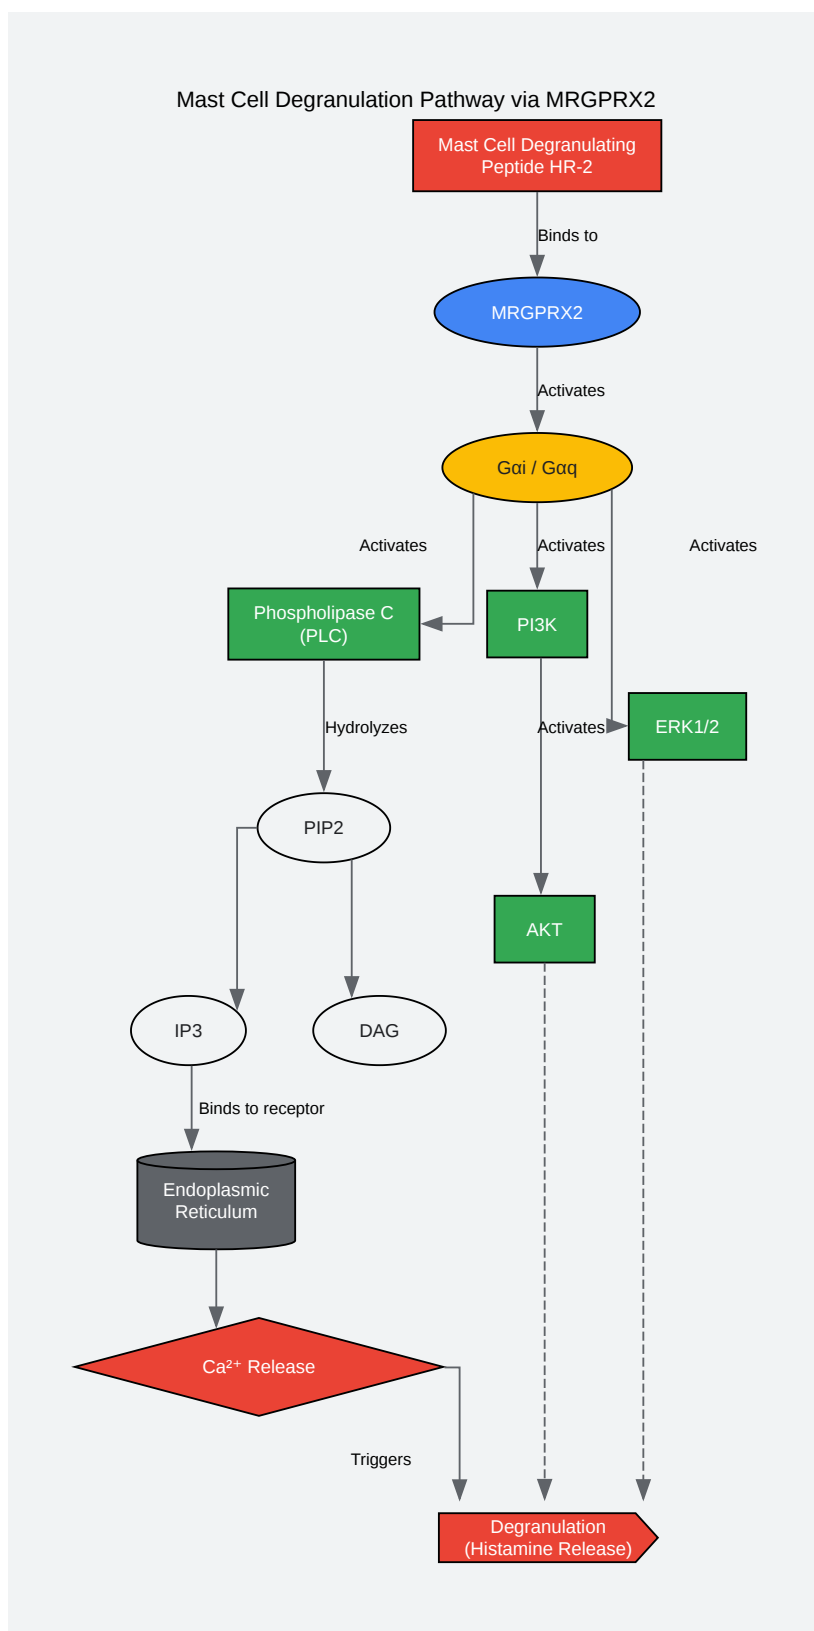 Mast Cell Degranulation Pathway via MRGPRX2
Mast Cell Degranulating
Peptide HR-2
Binds to
MRGPRX2
Activates
Gαi / Gαq
Activates
Activates
Activates
Phospholipase C
(PLC)
PI3K
Hydrolyzes
Activates
ERK1/2
PIP2
AKT
IP3
DAG
Binds to receptor
Endoplasmic
Reticulum
Ca²⁺ Release
Triggers
Degranulation
(Histamine Release)